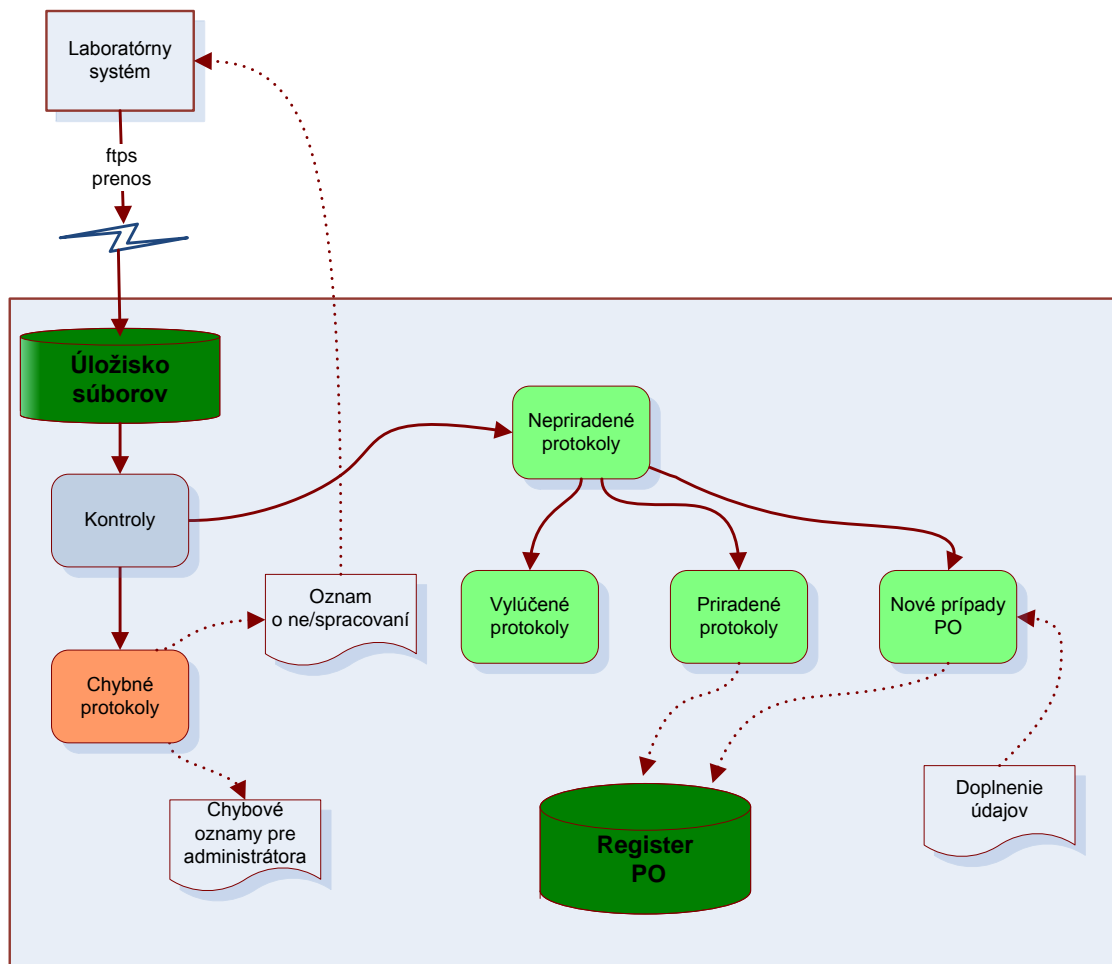 Laboratórny
systém
ftps
prenos
Úložisko
súborov
Nepriradené
protokoly
Kontroly
Oznam
o ne/spracovaní
Vylúčené
protokoly
Priradené
protokoly
Nové prípady
PO
Chybné
protokoly
Chybové
oznamy pre
administrátora
Register
PO
Doplnenie
údajov